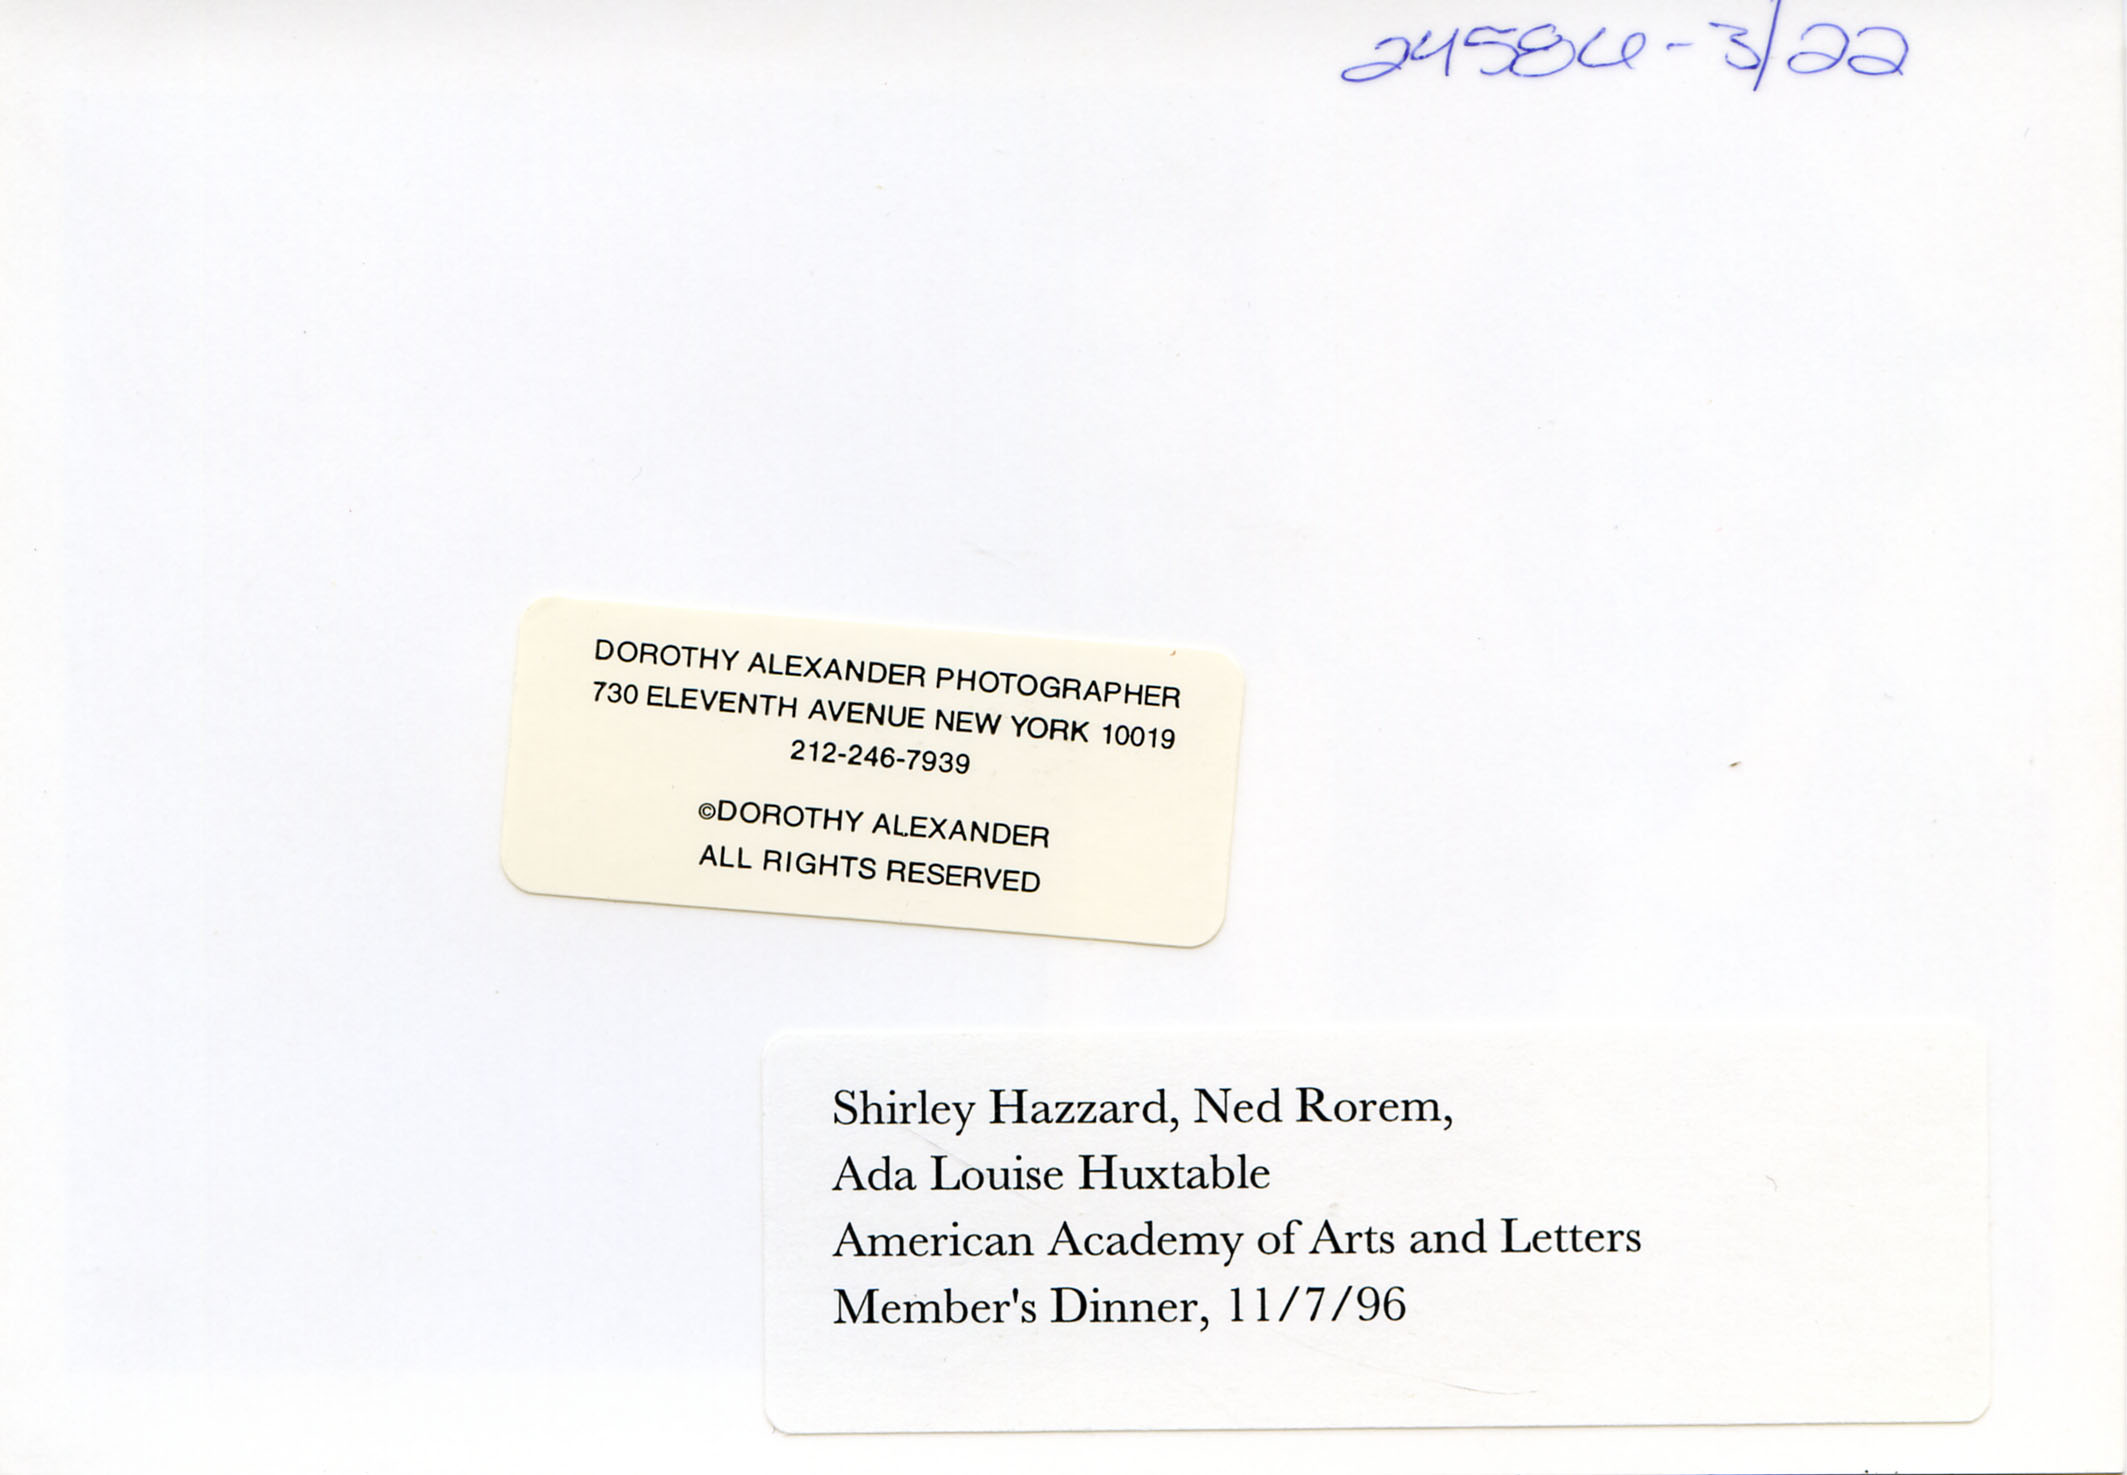 24586-3/22
DOROTHY ALEXANDER PHOTOGRAPHER
730 ELEVENTH AVENUE NEW YORK 10019
212-246-7939
©DOROTHY ALEXANDER
ALL RIGHTS RESERVED
Shirley Hazzard, Ned Rorem,
Ada Louise Huxtable
American Academy of Arts and Letters
Member's Dinner, 11/7/96